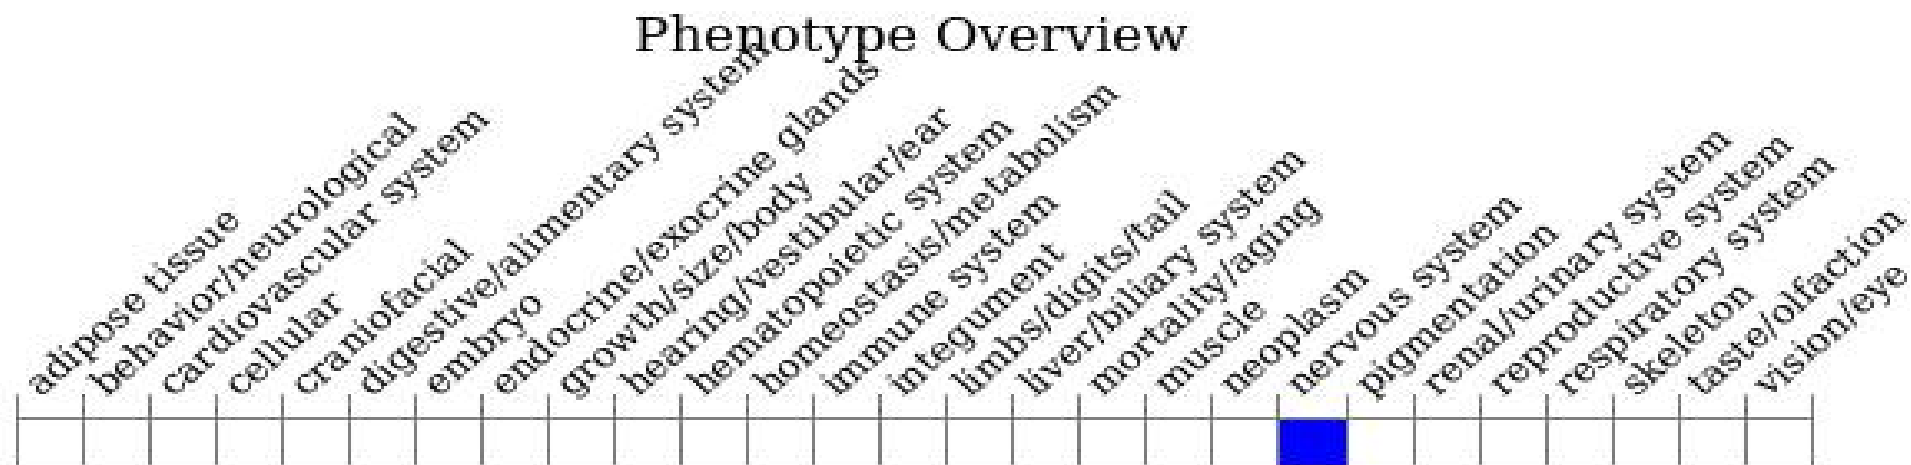 Phenotype Overview
adipose tissue
behavior/neurological
cardiovascular system
cellular
craniofacial
digestive/alimentary system
embryo
endocrine/exocrine glands
growth/size/body
hearing/vestibular/ear
hematopoietic system
homeostasis/metabolism
immune system
integument
limbs/digits/tail
liver/biliary system
mortality/aging
muscle
neoplasm
nervous system
pigmentation
renal/urinary system
reproductive system
respiratory system
skeleton
taste/olfaction
vision/eye